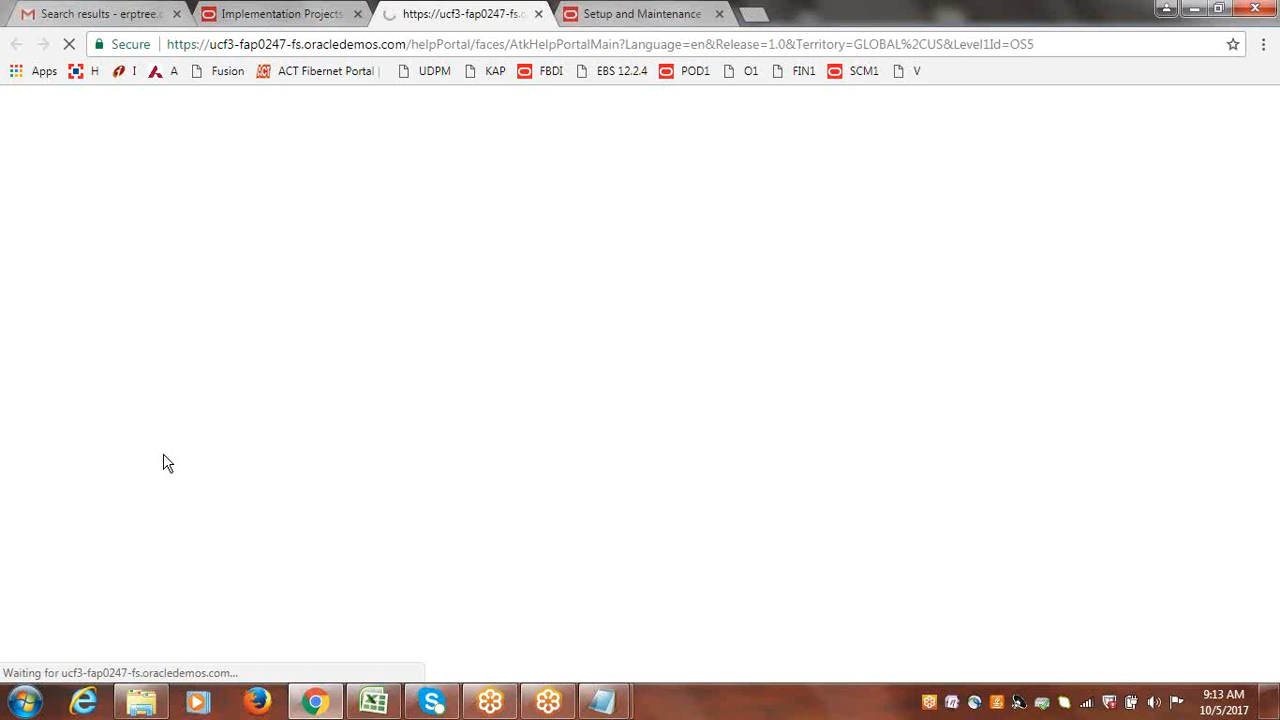 Search results - erptree.c
Implementation Projects
https://ucf3-fap0247-fs.c
Setup and Maintenance
Secure
https://ucf3-fap0247-fs.oracledemos.com/helpPortal/faces/AtkHelpPortalMain?Language=en&Release=1.0&Territory=GLOBAL%2CUS&Level1Id=OS5
Apps H I A Fusion ACT Fibernet Portal | UDPM KAP FBDI EBS 12.2.4 POD1 O1 FIN1 SCM1 V
Waiting for ucf3-fap0247-fs.oracledemos.com...
9:13 AM
10/5/2017